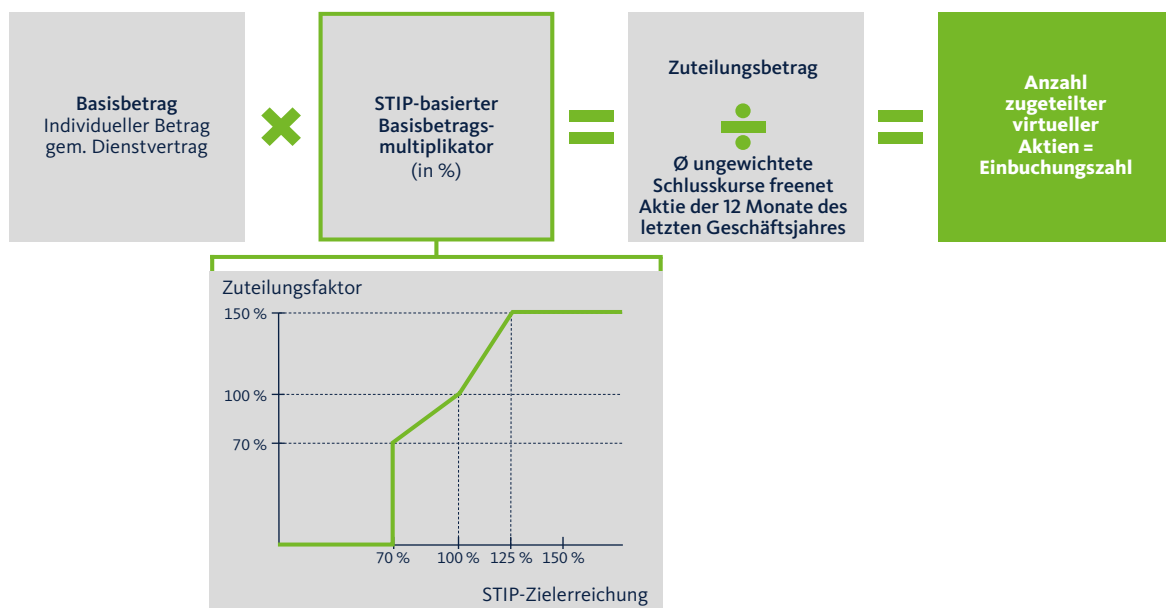 Basisbetrag
Individueller Betrag
gem. Dienstvertrag
STIP-basierter
Basisbetrags-
multiplikator
(in %)
Zuteilungsbetrag
Ø ungewichtete
Schlusskurse freenet
Aktie der 12 Monate des
letzten Geschäftsjahres
Anzahl
zugeteilter
virtueller
Aktien =
Einbuchungszahl
Zuteilungsfaktor
150 %
100 %
70 %
70 % 100 % 125 % 150 %
STIP-Zielerreichung